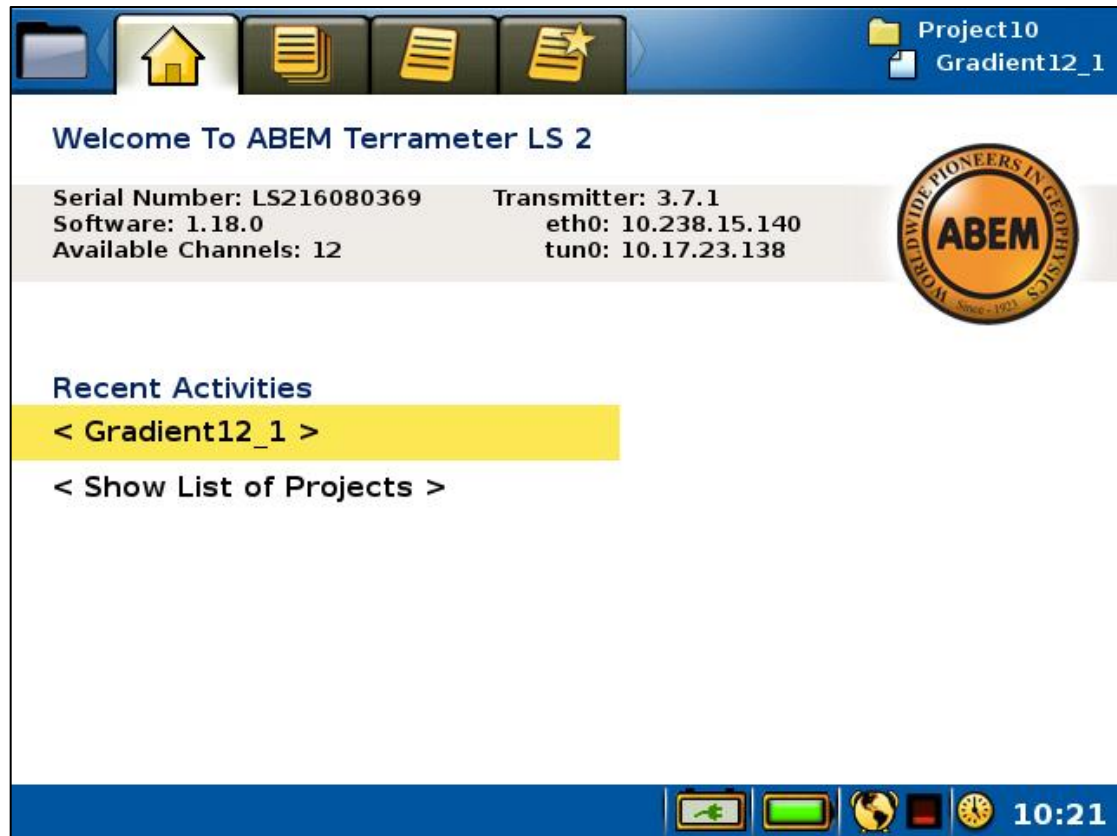 Project10
Gradient12_1
Welcome To ABEM Terrameter LS 2
Serial Number: LS216080369 Transmitter: 3.7.1
Software: 1.18.0 eth0: 10.238.15.140
Available Channels: 12 tun0: 10.17.23.138
WORLDWIDE PIONEERS IN GEOPHYSICS
ABEM
Since - 1923
Recent Activities
< Gradient12_1 >
< Show List of Projects >
10:21